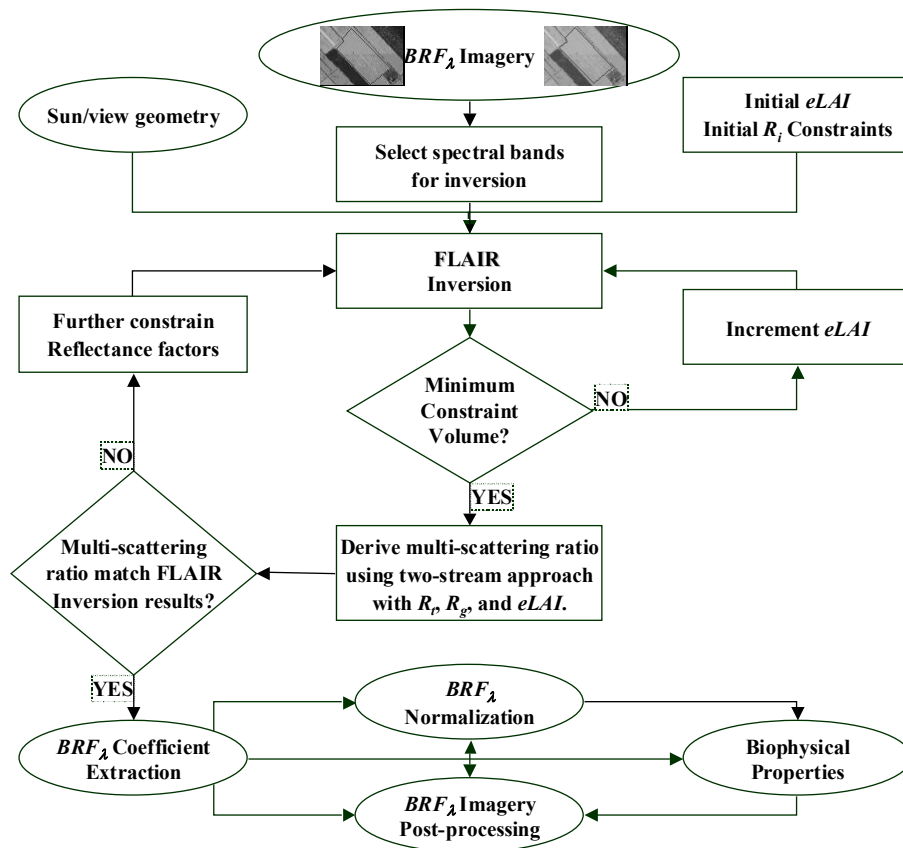 BRFλ Imagery
Sun/view geometry
Initial eLAI
Initial Ri Constraints
Select spectral bands
for inversion
FLAIR
Inversion
Further constrain
Reflectance factors
Increment eLAI
Minimum
Constraint
Volume?
NO
NO
YES
Multi-scattering
ratio match FLAIR
Inversion results?
Derive multi-scattering ratio
using two-stream approach
with Rt, Rg, and eLAI.
YES
BRFλ
Normalization
BRFλ Coefficient
Extraction
Biophysical
Properties
BRFλ Imagery
Post-processing